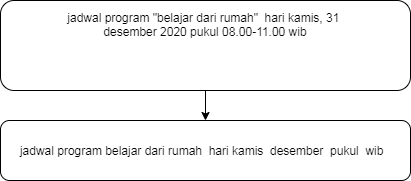 jadwal program "belajar dari rumah" hari kamis, 31
desember 2020 pukul 08.00-11.00 wib
jadwal program belajar dari rumah hari kamis desember pukul wib